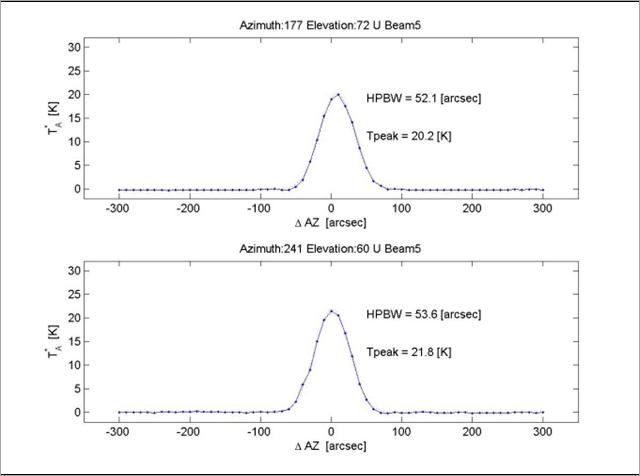 Azimuth:177 Elevation:72 U Beam5
30
25
20
15
10
5
0
T*A [K]
HPBW = 52.1 [arcsec]
Tpeak = 20.2 [K]
-300 -200 -100 0 100 200 300
Δ AZ [arcsec]
Azimuth:241 Elevation:60 U Beam5
30
25
20
15
10
5
0
T*A [K]
HPBW = 53.6 [arcsec]
Tpeak = 21.8 [K]
-300 -200 -100 0 100 200 300
Δ AZ [arcsec]